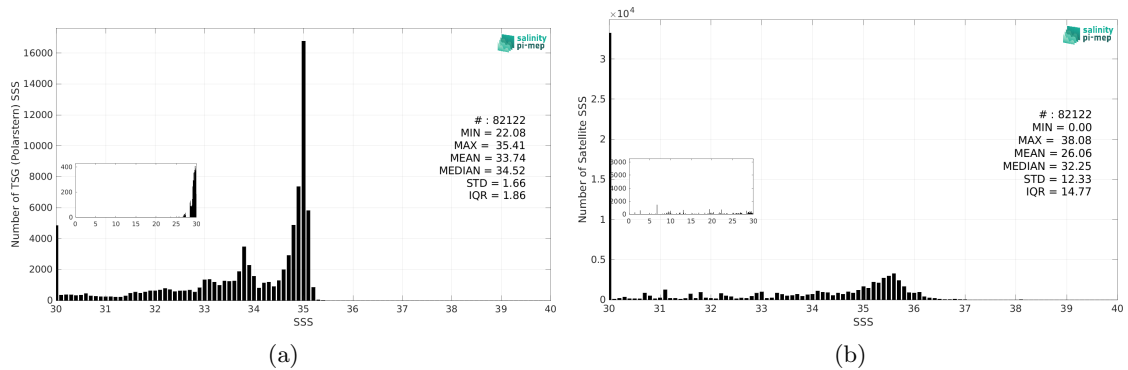 salinity
pi-mep
Number of TSG (Polarstern) SSS
16000
14000
12000
10000
8000
6000
4000
2000
0
# : 82122
MIN = 22.08
MAX = 35.41
MEAN = 33.74
MEDIAN = 34.52
STD = 1.66
IQR = 1.86
400
200
0
0 5 10 15 20 25 30
30 31 32 33 34 35 36 37 38 39 40
SSS
(a)
×10⁴
salinity
pi-mep
Number of Satellite SSS
3
2.5
2
1.5
1
0.5
0
# : 82122
MIN = 0.00
MAX = 38.08
MEAN = 26.06
MEDIAN = 32.25
STD = 12.33
IQR = 14.77
8000
6000
4000
2000
0
0 5 10 15 20 25 30
30 31 32 33 34 35 36 37 38 39 40
SSS
(b)